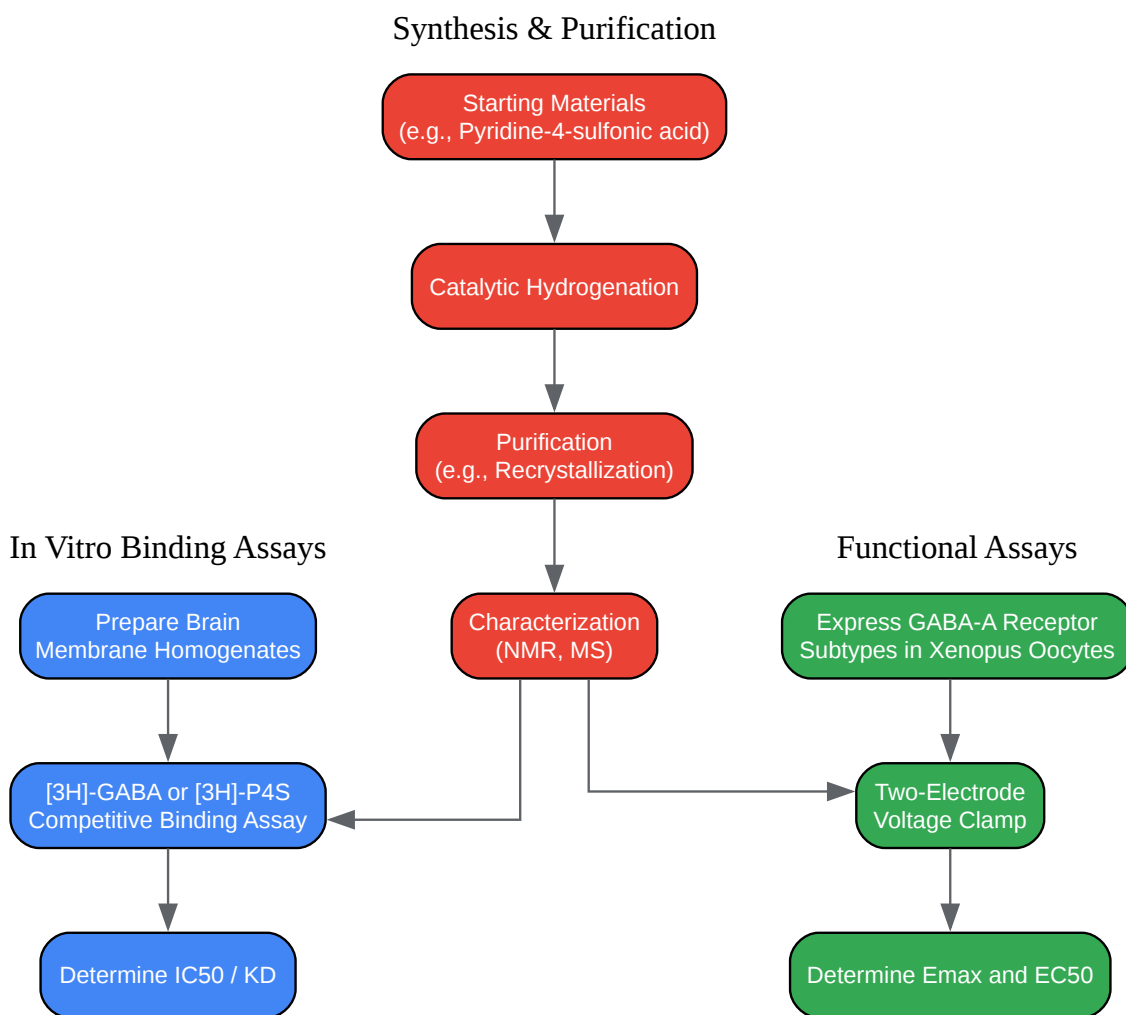 Synthesis & Purification
Starting Materials
(e.g., Pyridine-4-sulfonic acid)
Catalytic Hydrogenation
Purification
(e.g., Recrystallization)
Characterization
(NMR, MS)
In Vitro Binding Assays
Prepare Brain
Membrane Homogenates
[3H]-GABA or [3H]-P4S
Competitive Binding Assay
Determine IC50 / KD
Functional Assays
Express GABA-A Receptor
Subtypes in Xenopus Oocytes
Two-Electrode
Voltage Clamp
Determine Emax and EC50